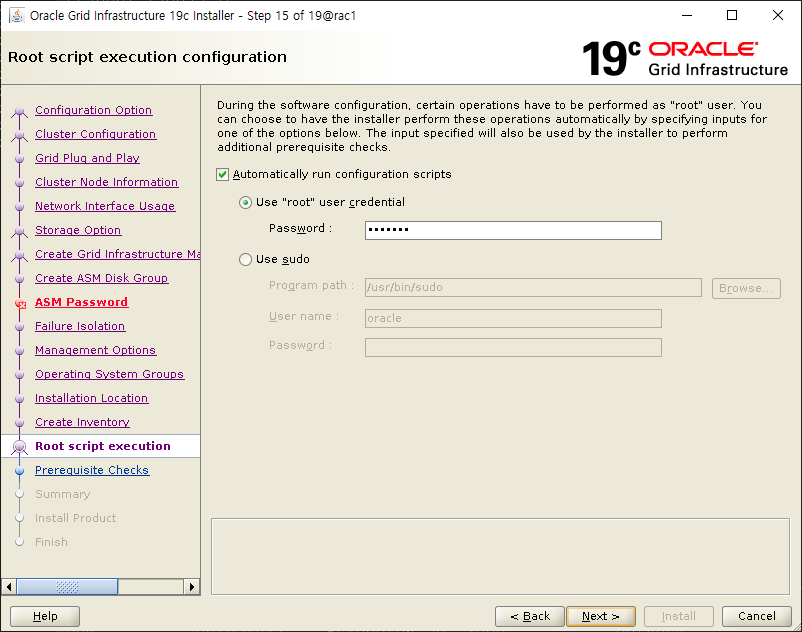 Oracle Grid Infrastructure 19c Installer - Step 15 of 19@rac1
Root script execution configuration
19c ORACLE
Grid Infrastructure
Configuration Option
Cluster Configuration
Grid Plug and Play
Cluster Node Information
Network Interface Usage
Storage Option
Create Grid Infrastructure Ma
Create ASM Disk Group
ASM Password
Failure Isolation
Management Options
Operating System Groups
Installation Location
Create Inventory
Root script execution
Prerequisite Checks
Summary
Install Product
Finish
During the software configuration, certain operations have to be performed as "root" user. You
can choose to have the installer perform these operations automatically by specifying inputs for
one of the options below. The input specified will also be used by the installer to perform
additional prerequisite checks.
Automatically run configuration scripts
Use "root" user credential
Password : •••••••
Use sudo
Program path : /usr/bin/sudo Browse...
User name : oracle
Password :
Help < Back Next > Install Cancel